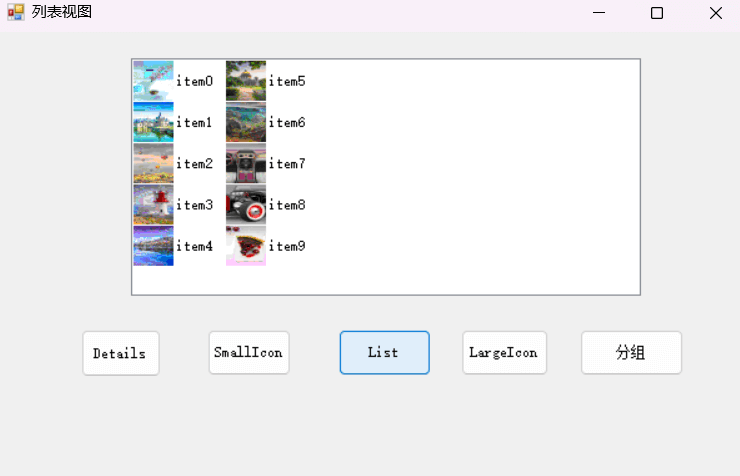 列表视图
item0 item5
item1 item6
item2 item7
item3 item8
item4 item9
Details SmallIcon List LargeIcon 分组